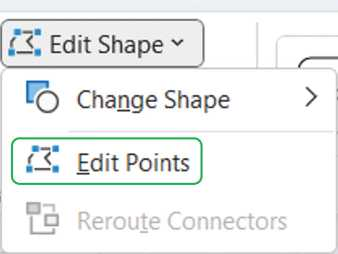 Edit Shape
Change Shape
Edit Points
Reroute Connectors